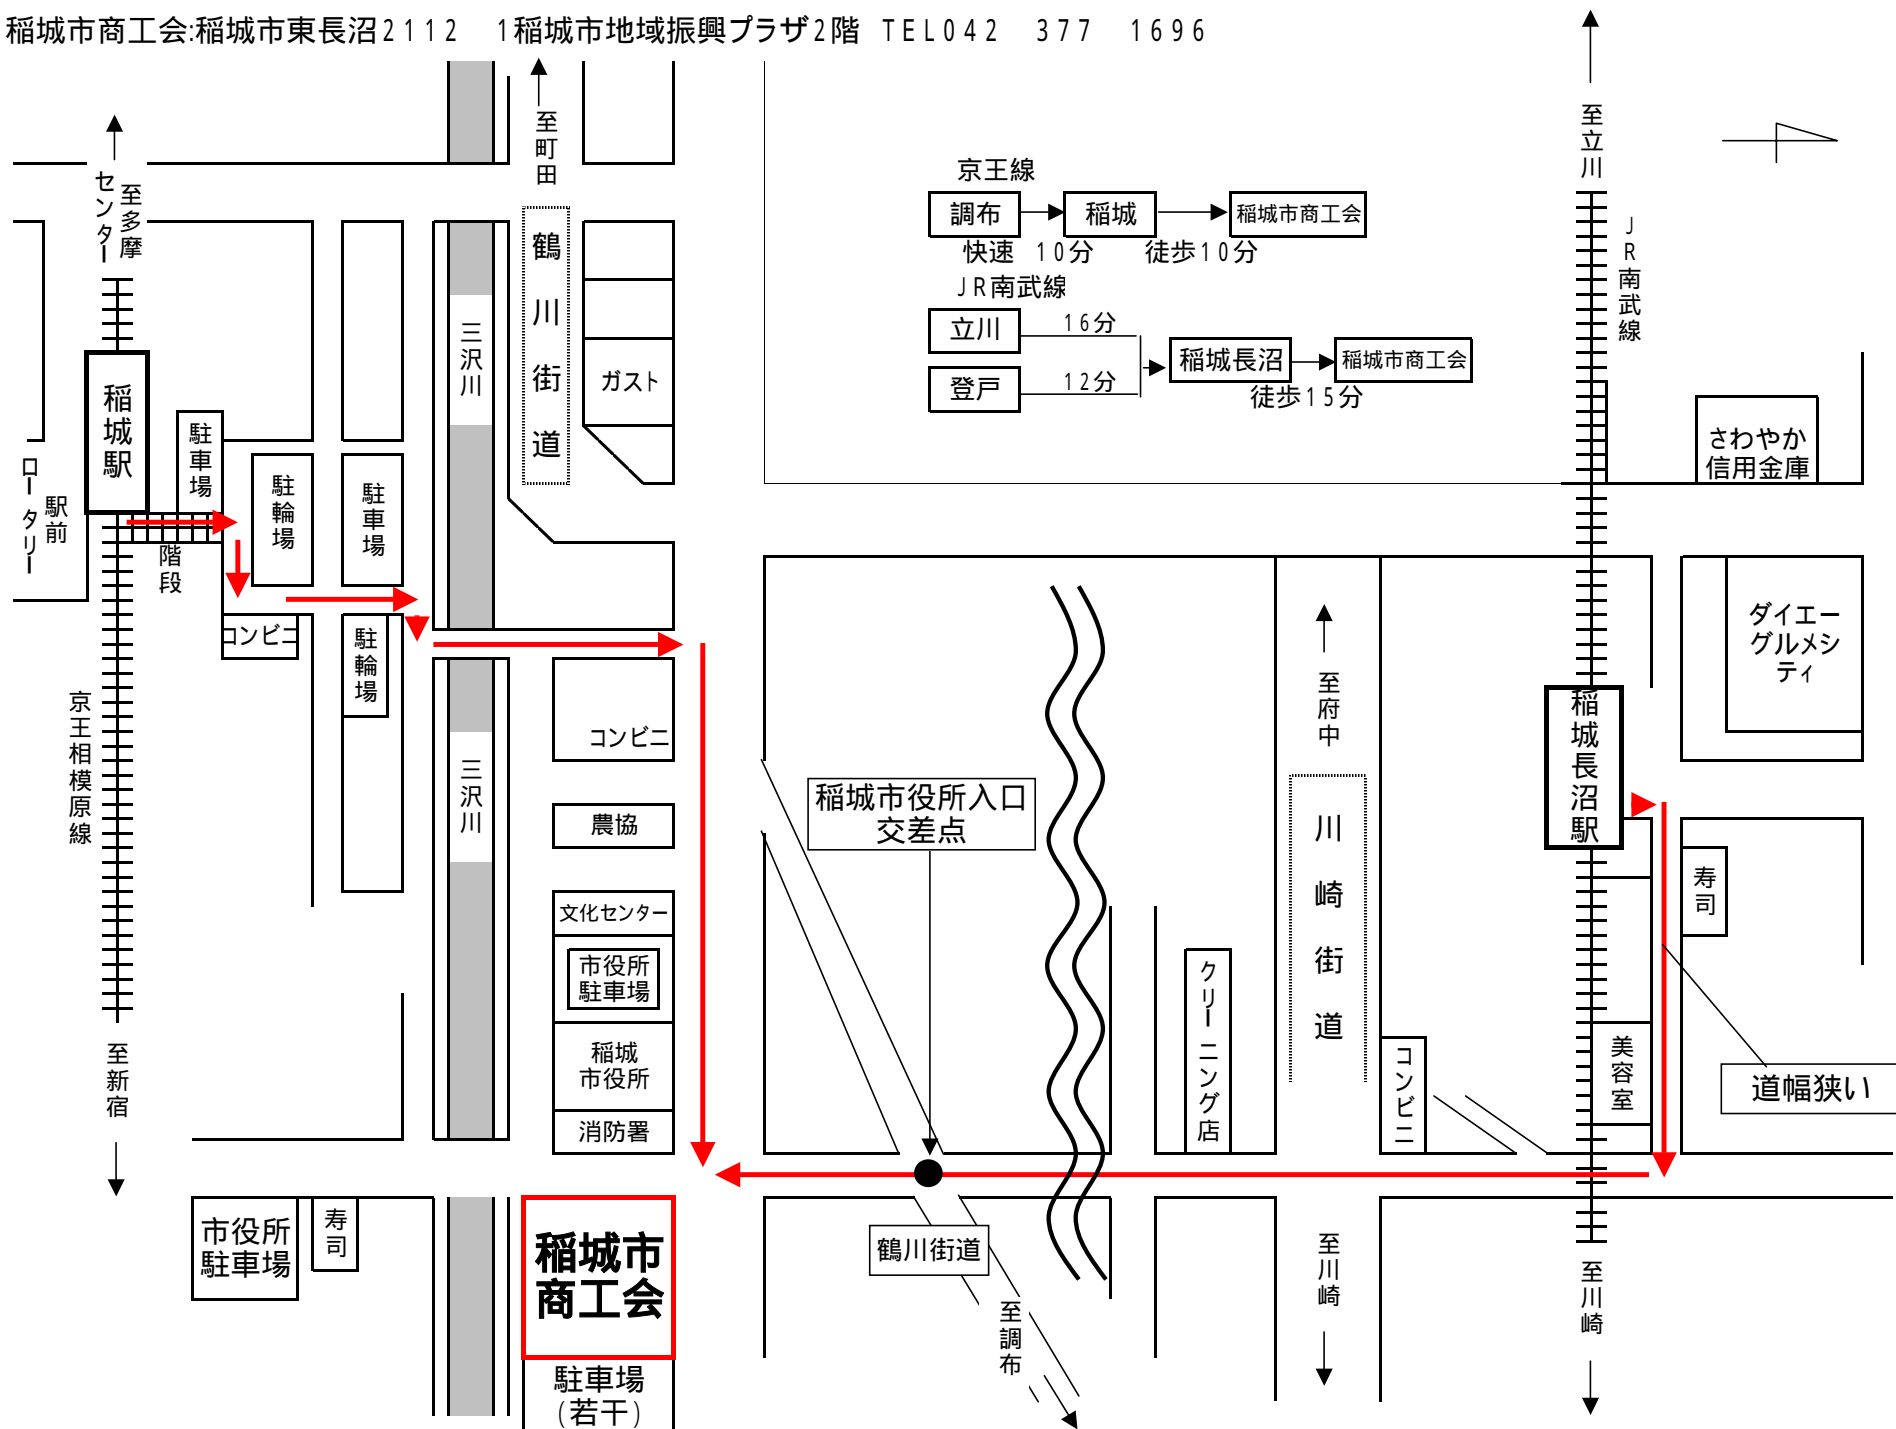 稲城市商工会:稲城市東長沼2112　1稲城市地域振興プラザ2階　TEL042　377　1696
至町田
至立川
至多摩
センター
京王線
調布
稲城
稲城市商工会
快速　10分
徒歩10分
JR南武線
立川
16分
登戸
12分
稲城長沼
稲城市商工会
徒歩15分
JR南武線
鶴川街道
三沢川
ガスト
稲城駅
駐車場
駐輪場
駐車場
駅前
ロータリー
階段
コンビニ
駐輪場
さわやか
信用金庫
ダイエー
グルメシ
ティ
京王相模原線
三沢川
コンビニ
農協
文化センター
市役所
駐車場
稲城
市役所
消防署
稲城市役所入口
交差点
至府中
川崎街道
稲城長沼駅
寿司
クリーニング店
コンビニ
美容室
道幅狭い
至新宿
市役所
駐車場
寿司
稲城市
商工会
駐車場
(若干)
鶴川街道
至調布
至川崎
至川崎